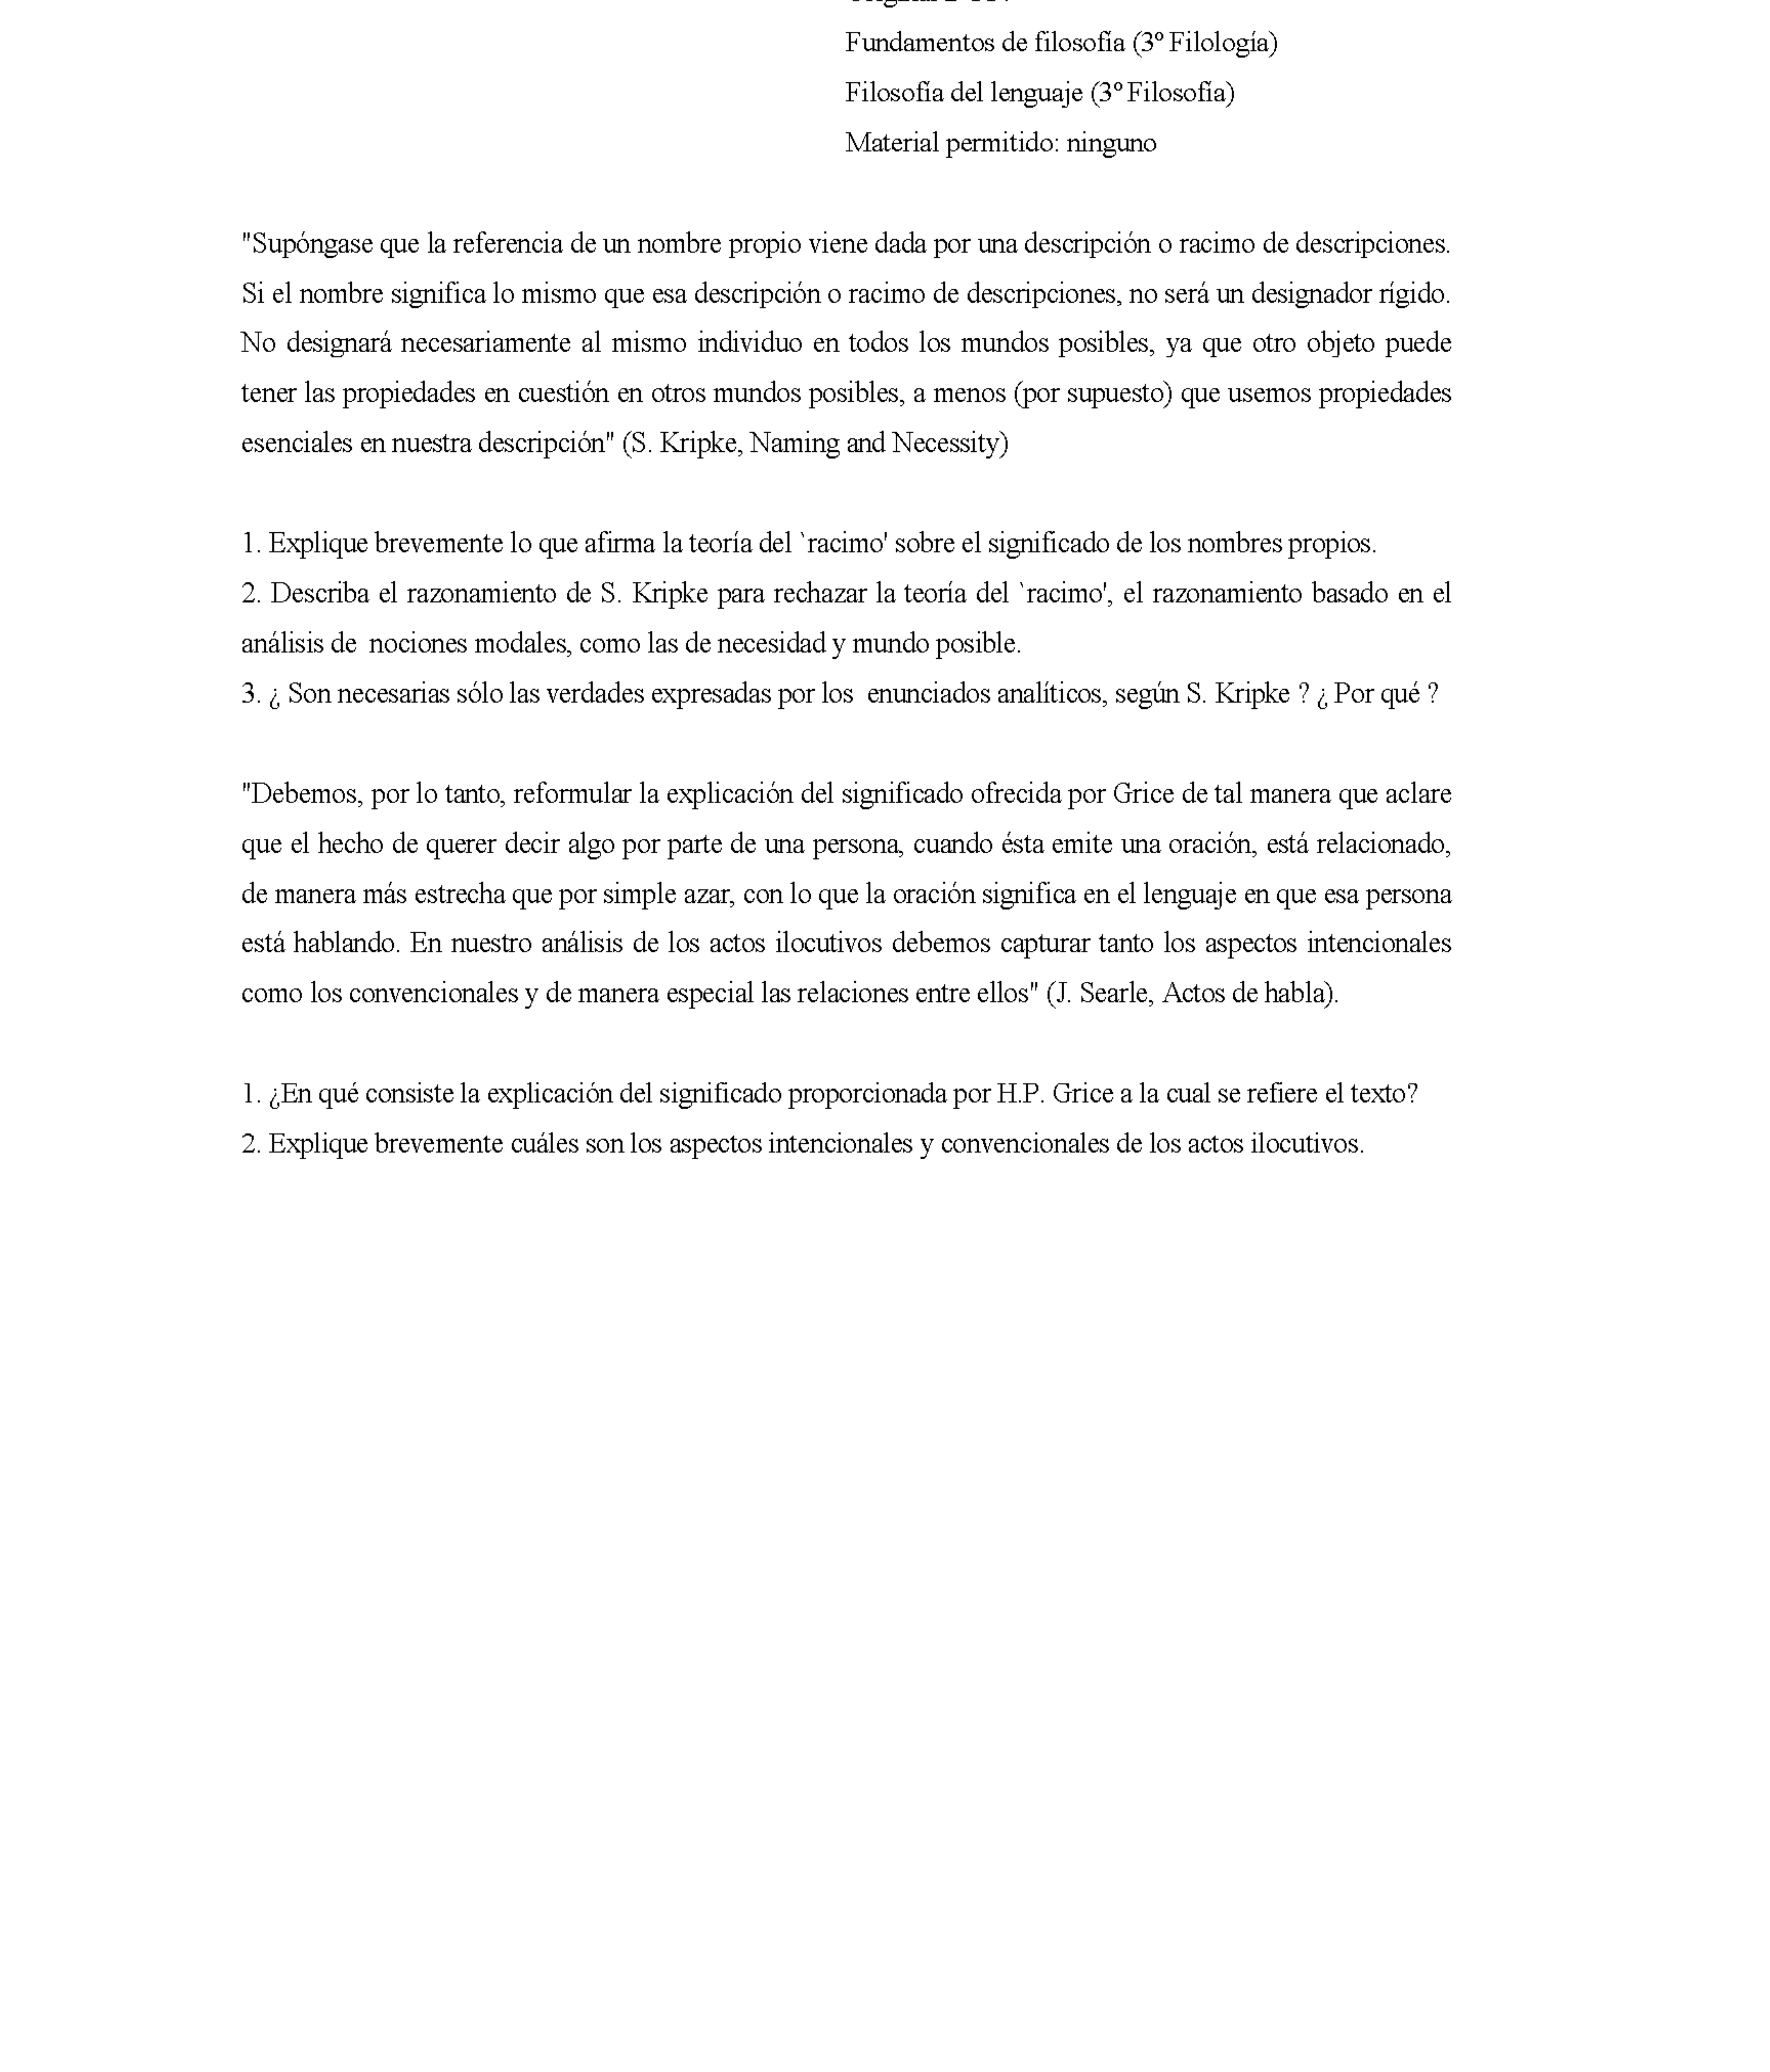 Fundamentos de filosofía (3º Filología)
Filosofía del lenguaje (3º Filosofía)
Material permitido: ninguno
"Supóngase que la referencia de un nombre propio viene dada por una descripción o racimo de descripciones.
Si el nombre significa lo mismo que esa descripción o racimo de descripciones, no será un designador rígido.
No designará necesariamente al mismo individuo en todos los mundos posibles, ya que otro objeto puede
tener las propiedades en cuestión en otros mundos posibles, a menos (por supuesto) que usemos propiedades
esenciales en nuestra descripción" (S. Kripke, Naming and Necessity)
1. Explique brevemente lo que afirma la teoría del `racimo' sobre el significado de los nombres propios.
2. Describa el razonamiento de S. Kripke para rechazar la teoría del `racimo', el razonamiento basado en el
análisis de  nociones modales, como las de necesidad y mundo posible.
3. ¿ Son necesarias sólo las verdades expresadas por los  enunciados analíticos, según S. Kripke ? ¿ Por qué ?
"Debemos, por lo tanto, reformular la explicación del significado ofrecida por Grice de tal manera que aclare
que el hecho de querer decir algo por parte de una persona, cuando ésta emite una oración, está relacionado,
de manera más estrecha que por simple azar, con lo que la oración significa en el lenguaje en que esa persona
está hablando. En nuestro análisis de los actos ilocutivos debemos capturar tanto los aspectos intencionales
como los convencionales y de manera especial las relaciones entre ellos" (J. Searle, Actos de habla).
1. ¿En qué consiste la explicación del significado proporcionada por H.P. Grice a la cual se refiere el texto?
2. Explique brevemente cuáles son los aspectos intencionales y convencionales de los actos ilocutivos.